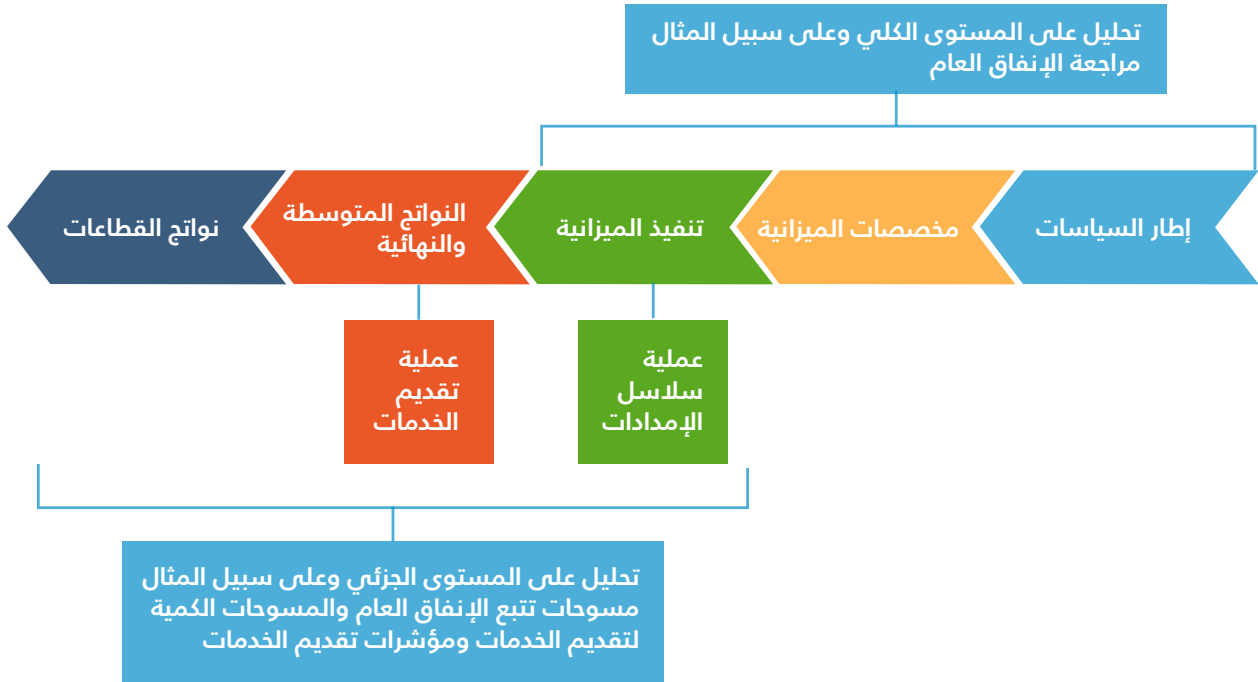 تحليل على المستوى الكلي وعلى سبيل المثال
مراجعة الإنفاق العام
إطار السياسات
مخصصات الميزانية
تنفيذ الميزانية
النواتج المتوسطة
والنهائية
نواتج القطاعات
عملية
سلاسل
الإمدادات
عملية
تقديم
الخدمات
تحليل على المستوى الجزئي وعلى سبيل المثال
مسوحات تتبع الإنفاق العام والمسوحات الكمية
لتقديم الخدمات ومؤشرات تقديم الخدمات